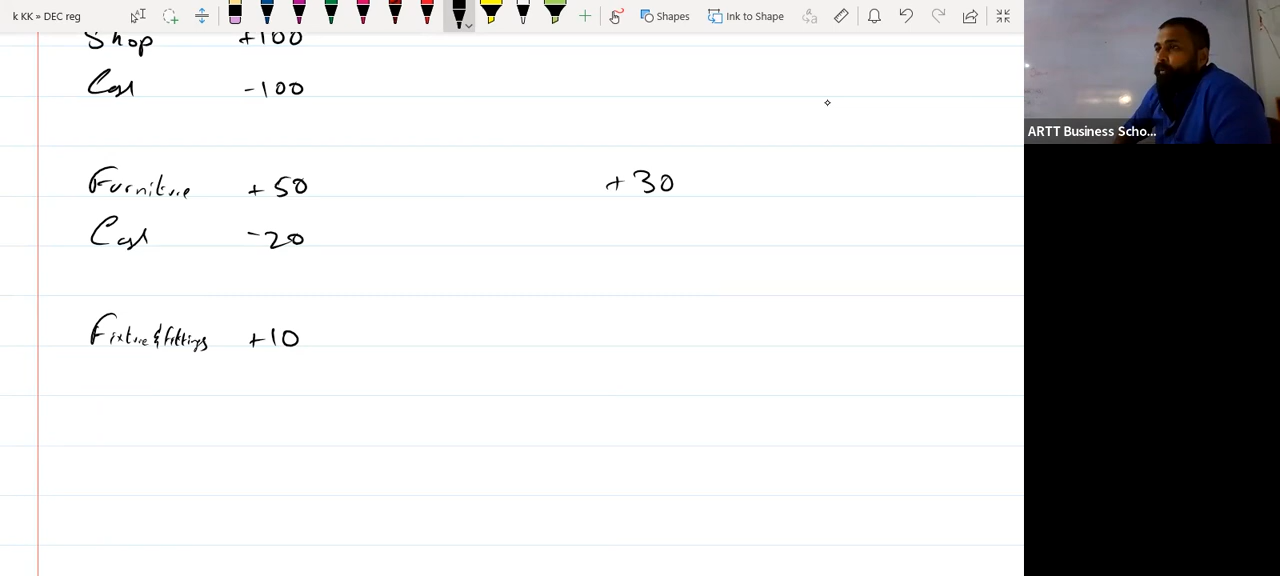 k KK » DEC reg
Shapes
Ink to Shape
Shop +100
Cash -100
ARTT Business Scho...
Furniture +50 +30
Cash -20
Fixture & fittings +10